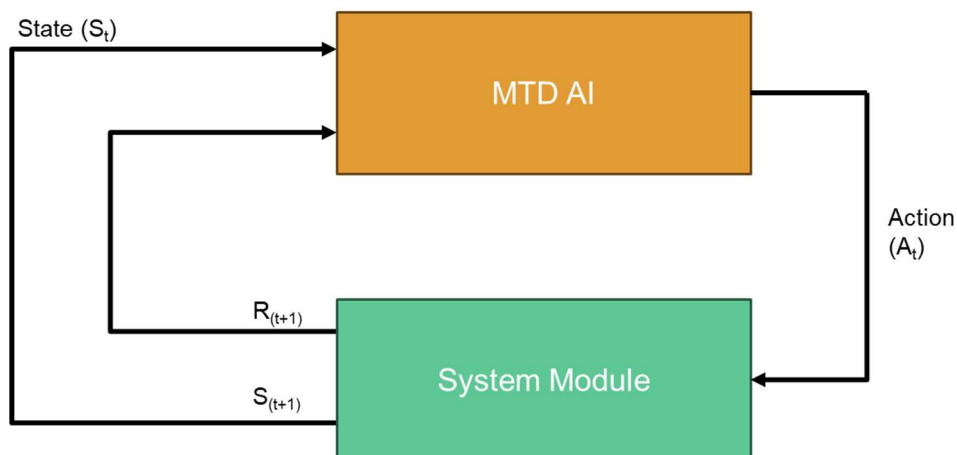 State (Sₜ)
MTD AI
Action
(Aₜ)
R₍ₜ₊₁₎
System Module
S₍ₜ₊₁₎